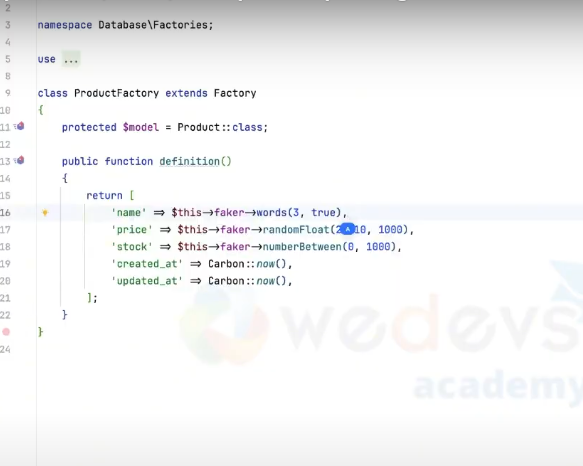 2
3 namespace Database\Factories;
4
5 use ...
8
9 class ProductFactory extends Factory
10 {
11 protected $model = Product::class;
12
13 public function definition()
14 {
15 return [
16 'name' => $this->faker->words(3, true),
17 'price' => $this->faker->randomFloat(2 10, 1000),
18 'stock' => $this->faker->numberBetween(0, 1000),
19 'created_at' => Carbon::now(),
20 'updated_at' => Carbon::now(),
21 ];
22 }
}
24
wedevs
academy